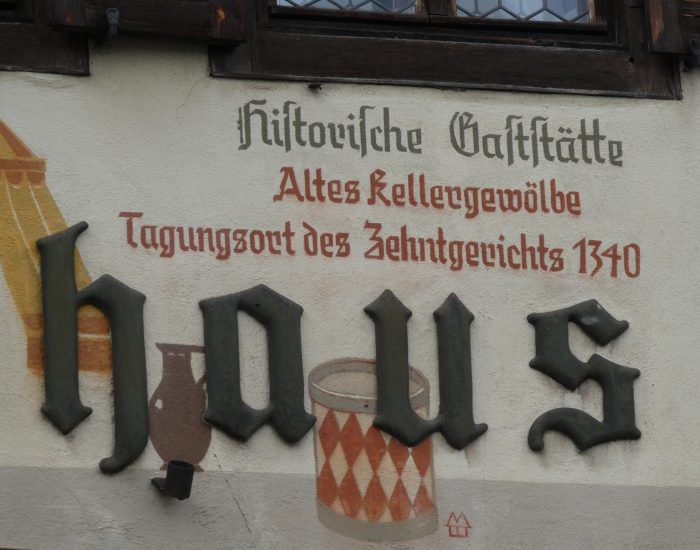 Historische Gaststätte
Altes Kellergewölbe
Tagungsort des Zehntgerichts 1340
haus